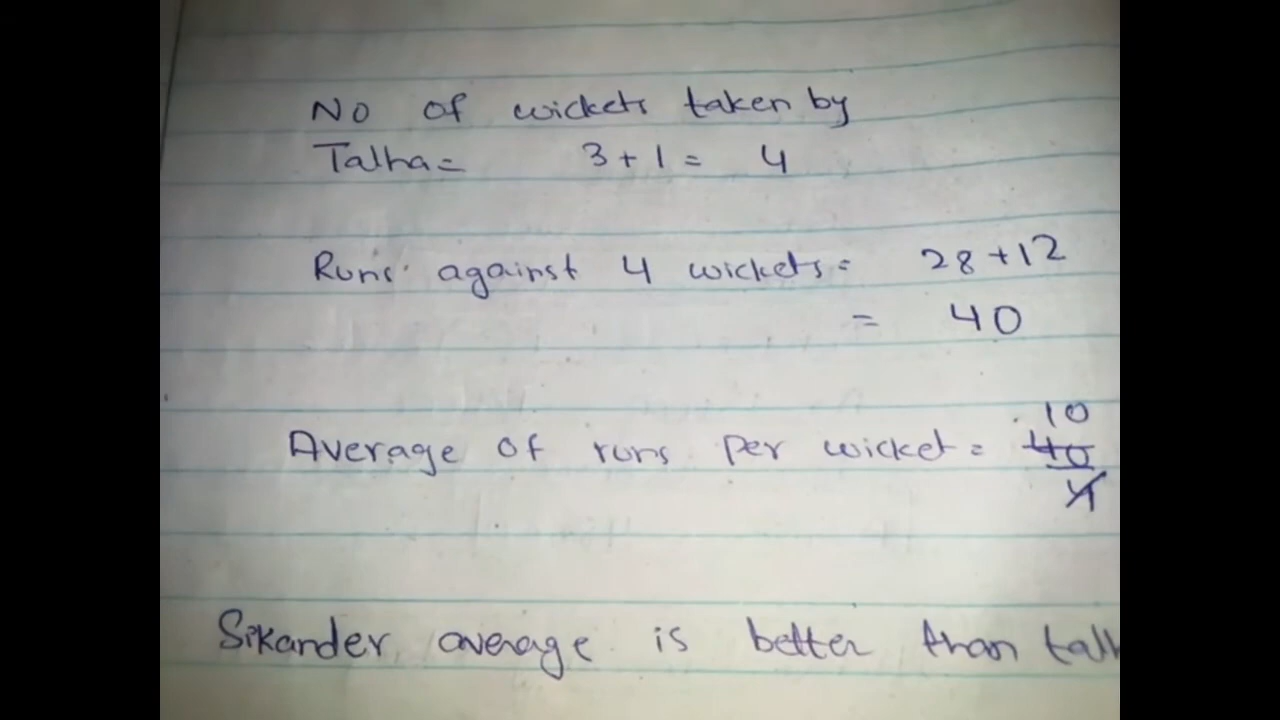 No of wickets taken by
Talha = 3 + 1 = 4
Runs against 4 wickets = 28 + 12
= 40
10
Average of runs per wicket = 40
4
Sikander average is better than talh